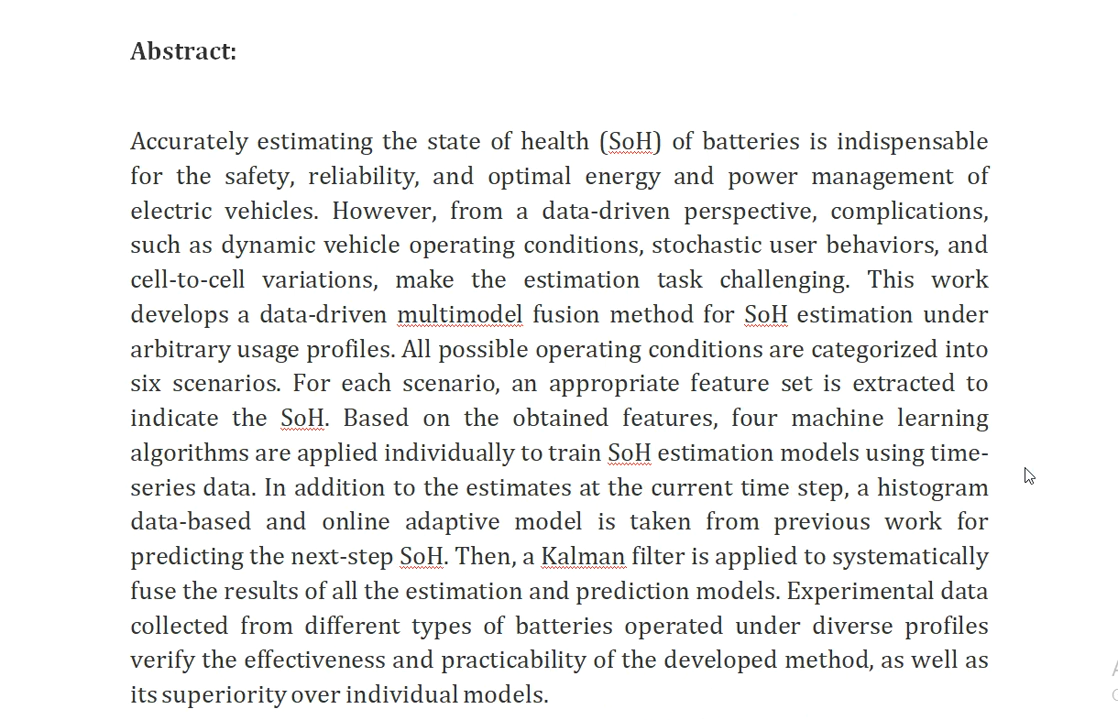 Abstract:
Accurately estimating the state of health (SoH) of batteries is indispensable
for the safety, reliability, and optimal energy and power management of
electric vehicles. However, from a data-driven perspective, complications,
such as dynamic vehicle operating conditions, stochastic user behaviors, and
cell-to-cell variations, make the estimation task challenging. This work
develops a data-driven multimodel fusion method for SoH estimation under
arbitrary usage profiles. All possible operating conditions are categorized into
six scenarios. For each scenario, an appropriate feature set is extracted to
indicate the SoH. Based on the obtained features, four machine learning
algorithms are applied individually to train SoH estimation models using time-
series data. In addition to the estimates at the current time step, a histogram
data-based and online adaptive model is taken from previous work for
predicting the next-step SoH. Then, a Kalman filter is applied to systematically
fuse the results of all the estimation and prediction models. Experimental data
collected from different types of batteries operated under diverse profiles
verify the effectiveness and practicability of the developed method, as well as
its superiority over individual models.